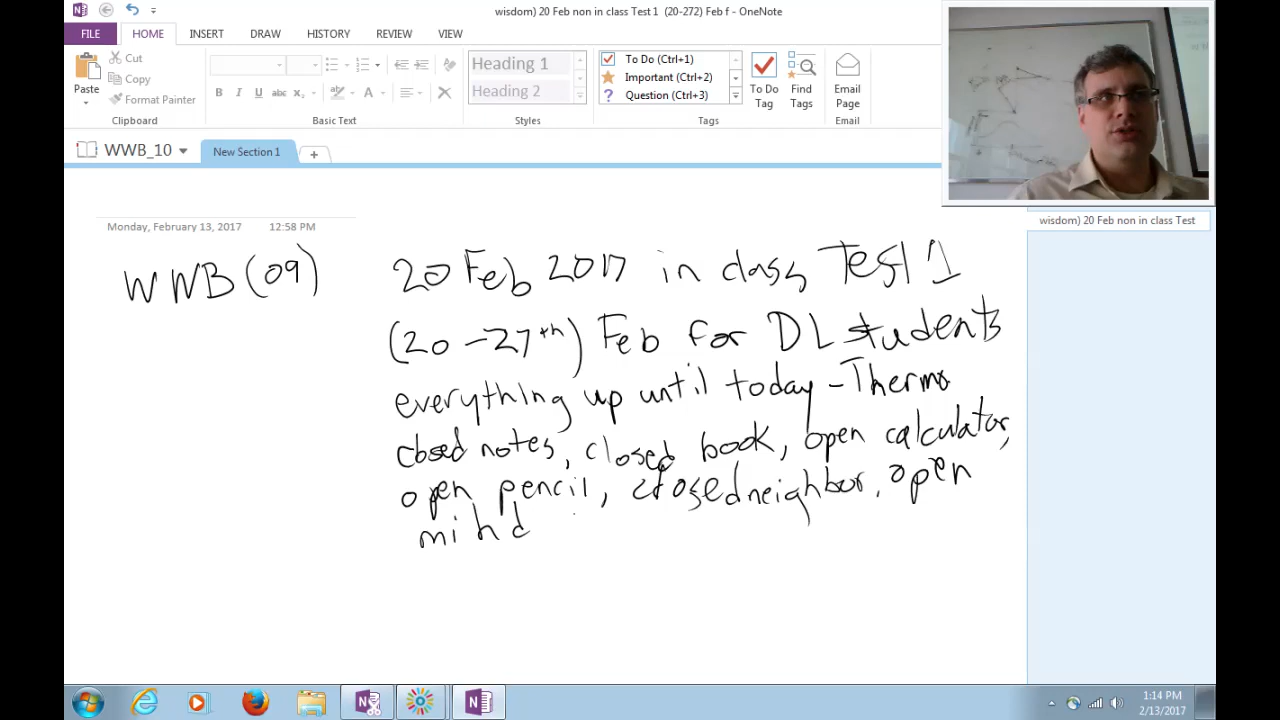 wisdom) 20 Feb non in class Test 1 (20-272) Feb f - OneNote
FILE HOME INSERT DRAW HISTORY REVIEW VIEW
Paste
Cut
Copy
Format Painter
Clipboard
B I U abc x₂ A
Basic Text
Heading 1
Heading 2
Styles
To Do (Ctrl+1)
Important (Ctrl+2)
Question (Ctrl+3)
To Do Tag
Find Tags
Tags
Email Page
Email
WWB_10
New Section 1
wisdom) 20 Feb non in class Test
Monday, February 13, 2017 12:58 PM
WWB(09) 20 Feb 2017 in class Test 1
(20-27th) Feb for DL students
everything up until today - Thermo
closed notes, closed book, open calculator,
open pencil, closed neighbor, open
mind
1:14 PM
2/13/2017